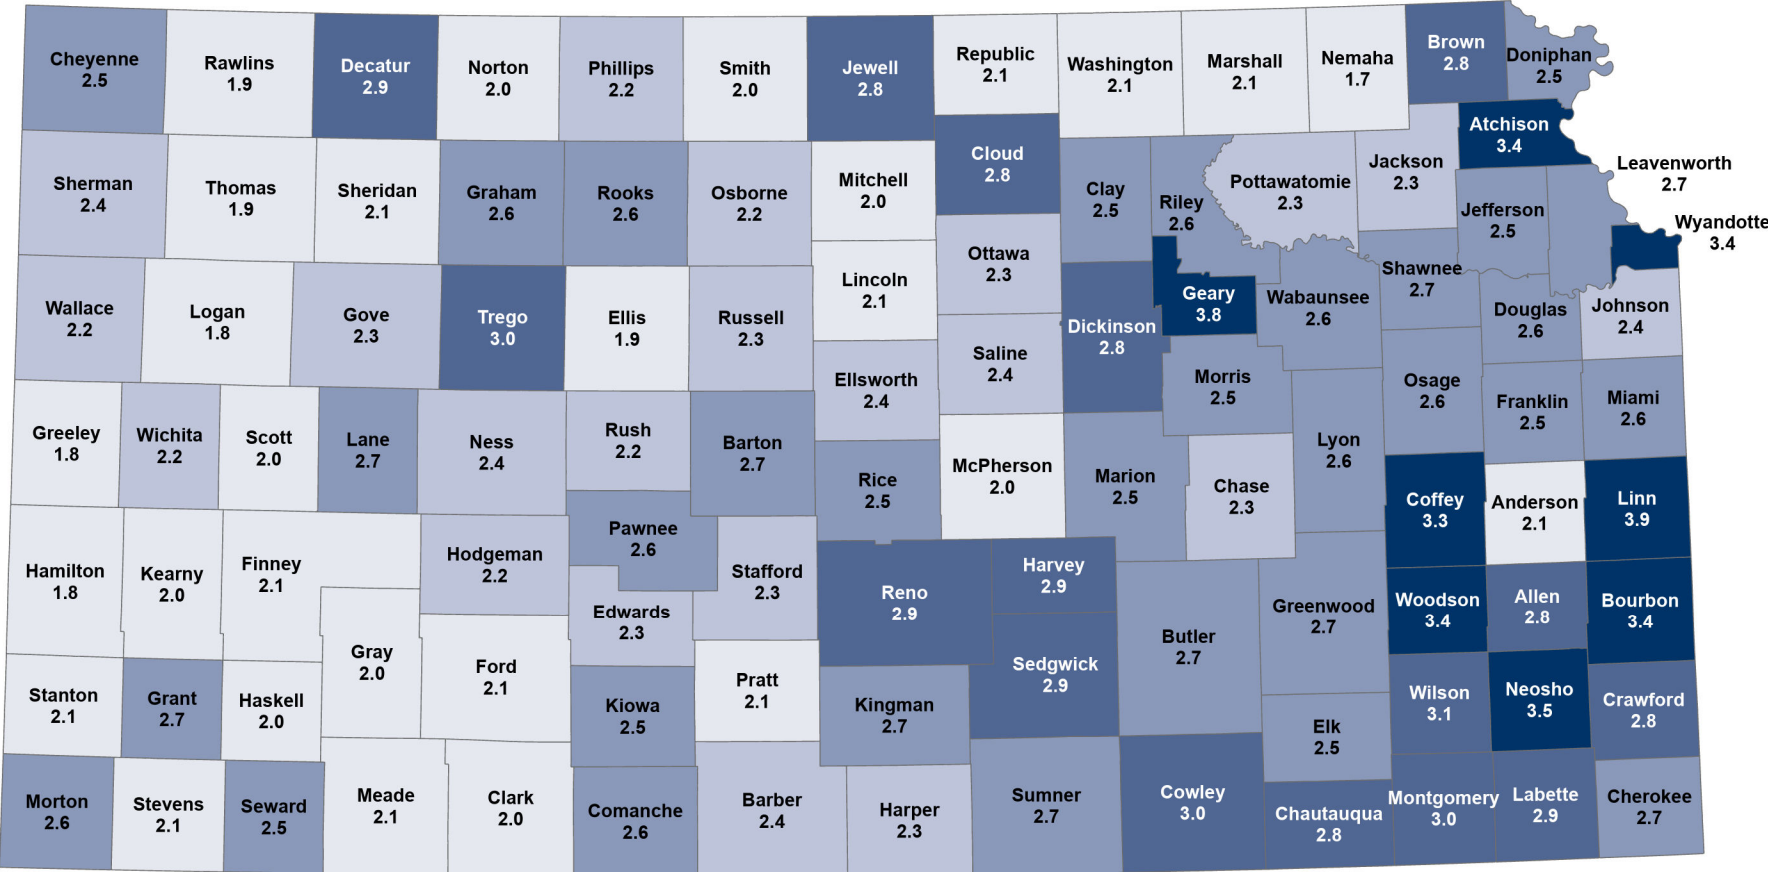 Cheyenne
2.5
Rawlins
1.9
Decatur
2.9
Norton
2.0
Phillips
2.2
Smith
2.0
Jewell
2.8
Republic
2.1
Washington
2.1
Marshall
2.1
Nemaha
1.7
Brown
2.8
Doniphan
2.5
Atchison
3.4
Sherman
2.4
Thomas
1.9
Sheridan
2.1
Graham
2.6
Rooks
2.6
Osborne
2.2
Mitchell
2.0
Cloud
2.8
Clay
2.5
Riley
2.6
Pottawatomie
2.3
Jackson
2.3
Jefferson
2.5
Leavenworth
2.7
Wyandotte
3.4
Wallace
2.2
Logan
1.8
Gove
2.3
Trego
3.0
Ellis
1.9
Russell
2.3
Lincoln
2.1
Ottawa
2.3
Saline
2.4
Dickinson
2.8
Geary
3.8
Wabaunsee
2.6
Shawnee
2.7
Douglas
2.6
Johnson
2.4
Ellsworth
2.4
Morris
2.5
Osage
2.6
Franklin
2.5
Miami
2.6
Greeley
1.8
Wichita
2.2
Scott
2.0
Lane
2.7
Ness
2.4
Rush
2.2
Barton
2.7
Rice
2.5
McPherson
2.0
Marion
2.5
Chase
2.3
Lyon
2.6
Coffey
3.3
Anderson
2.1
Linn
3.9
Hamilton
1.8
Kearny
2.0
Finney
2.1
Hodgeman
2.2
Pawnee
2.6
Edwards
2.3
Stafford
2.3
Reno
2.9
Harvey
2.9
Sedgwick
2.9
Butler
2.7
Greenwood
2.7
Woodson
3.4
Allen
2.8
Bourbon
3.4
Gray
2.0
Ford
2.1
Stanton
2.1
Grant
2.7
Haskell
2.0
Kiowa
2.5
Pratt
2.1
Kingman
2.7
Elk
2.5
Wilson
3.1
Neosho
3.5
Crawford
2.8
Morton
2.6
Stevens
2.1
Seward
2.5
Meade
2.1
Clark
2.0
Comanche
2.6
Barber
2.4
Harper
2.3
Sumner
2.7
Cowley
3.0
Chautauqua
2.8
Montgomery
3.0
Labette
2.9
Cherokee
2.7